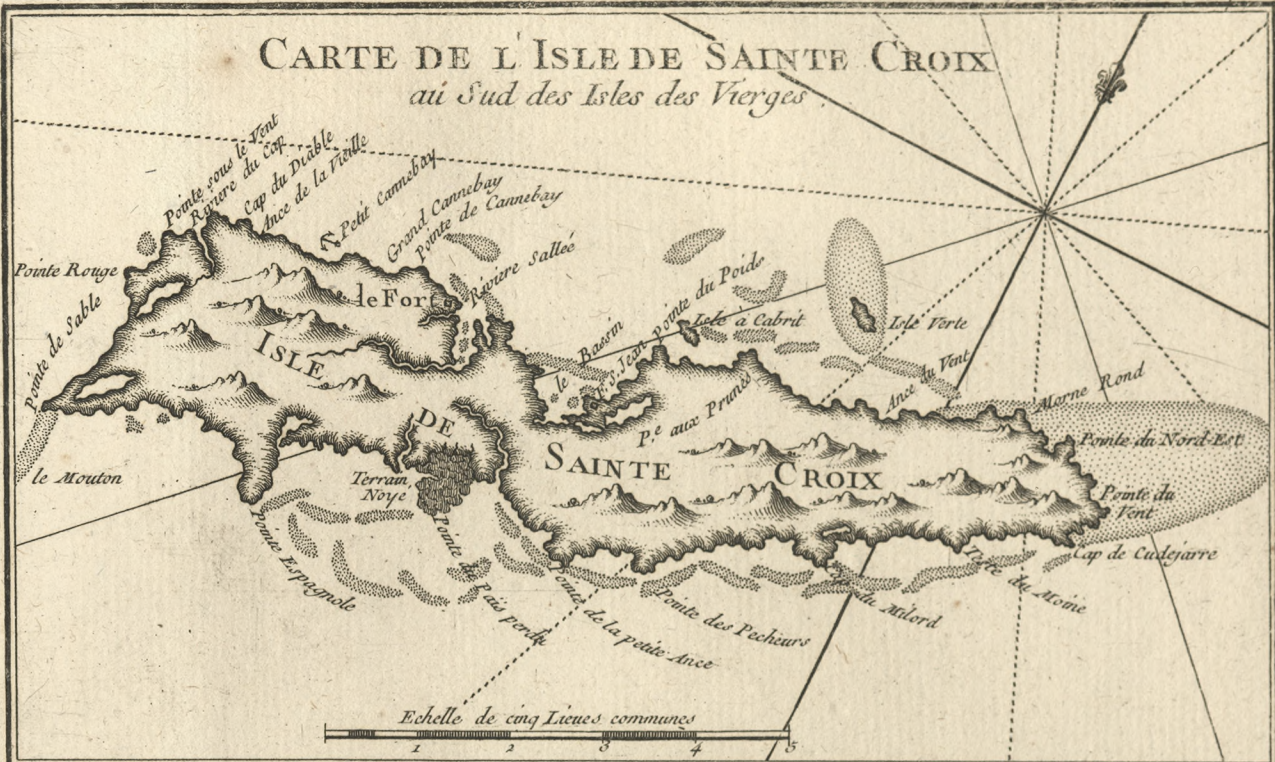 CARTE DE L'ISLE DE SAINTE CROIX
au Sud des Isles des Vierges.
Pointe sous le Vent
Riviere du Cap
Cap du Diable
Ance de la Vieille
Petit Cannebay
Grand Cannebay
Pointe de Cannebay
Riviere Sallée
Pointe Rouge
Pointe de Sable
le Fort
le Bassin
Pte. S. Jean
Pointe du Poids
Isle a Cabrit
Isle Verte
Ance du Vent
Morne Rond
Pointe du Nord-Est
Pointe du
Vent
Cap de Cudejarre
P.e aux Prunes
ISLE
DE
SAINTE CROIX
le Mouton
Terrain
Noyé
Pointe Espagnole
Pointe du Païs perdu
Pointe de la petite Ance
Pointe des Pecheurs
du Milord
Teste du Moine
Echelle de cinq Lieues communes
1 2 3 4 5